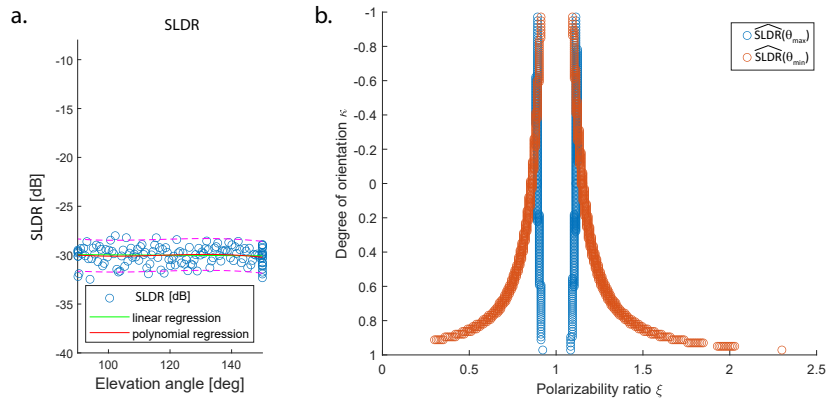 a.
SLDR
-10
-15
-20
-25
-30
-35
-40
100
120
140
SLDR [dB]
Elevation angle [deg]
SLDR [dB]
linear regression
polynomial regression
b.
-1
-0.8
-0.6
-0.4
-0.2
0
0.2
0.4
0.6
0.8
1
0
0.5
1
1.5
2
2.5
Degree of orientation κ
Polarizability ratio ξ
SLDR(θmax)
SLDR(θmin)